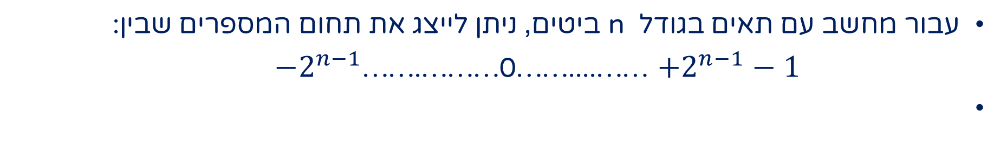 • עבור מחשב עם תאים בגודל n ביטים, ניתן לייצג את תחום המספרים שבין:
−2^{n−1}……..………0……....…… +2^{n−1} − 1
•